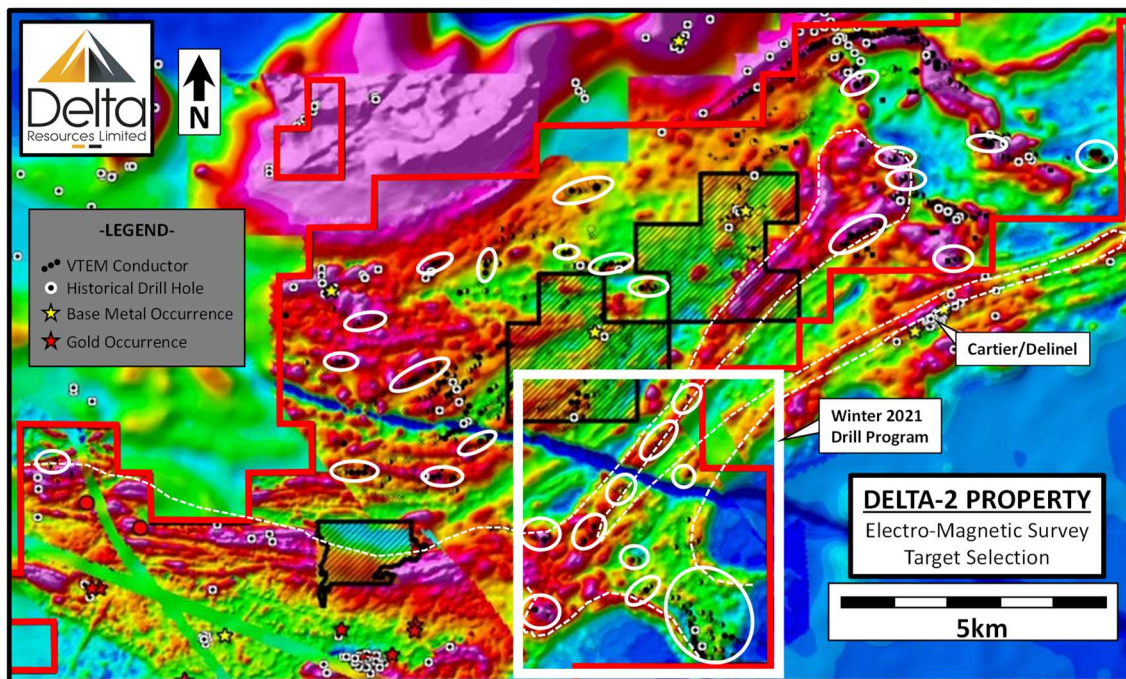 Delta
Resources Limited
N
-LEGEND-
VTEM Conductor
Historical Drill Hole
Base Metal Occurrence
Gold Occurrence
Cartier/Delinel
Winter 2021
Drill Program
DELTA-2 PROPERTY
Electro-Magnetic Survey
Target Selection
5km